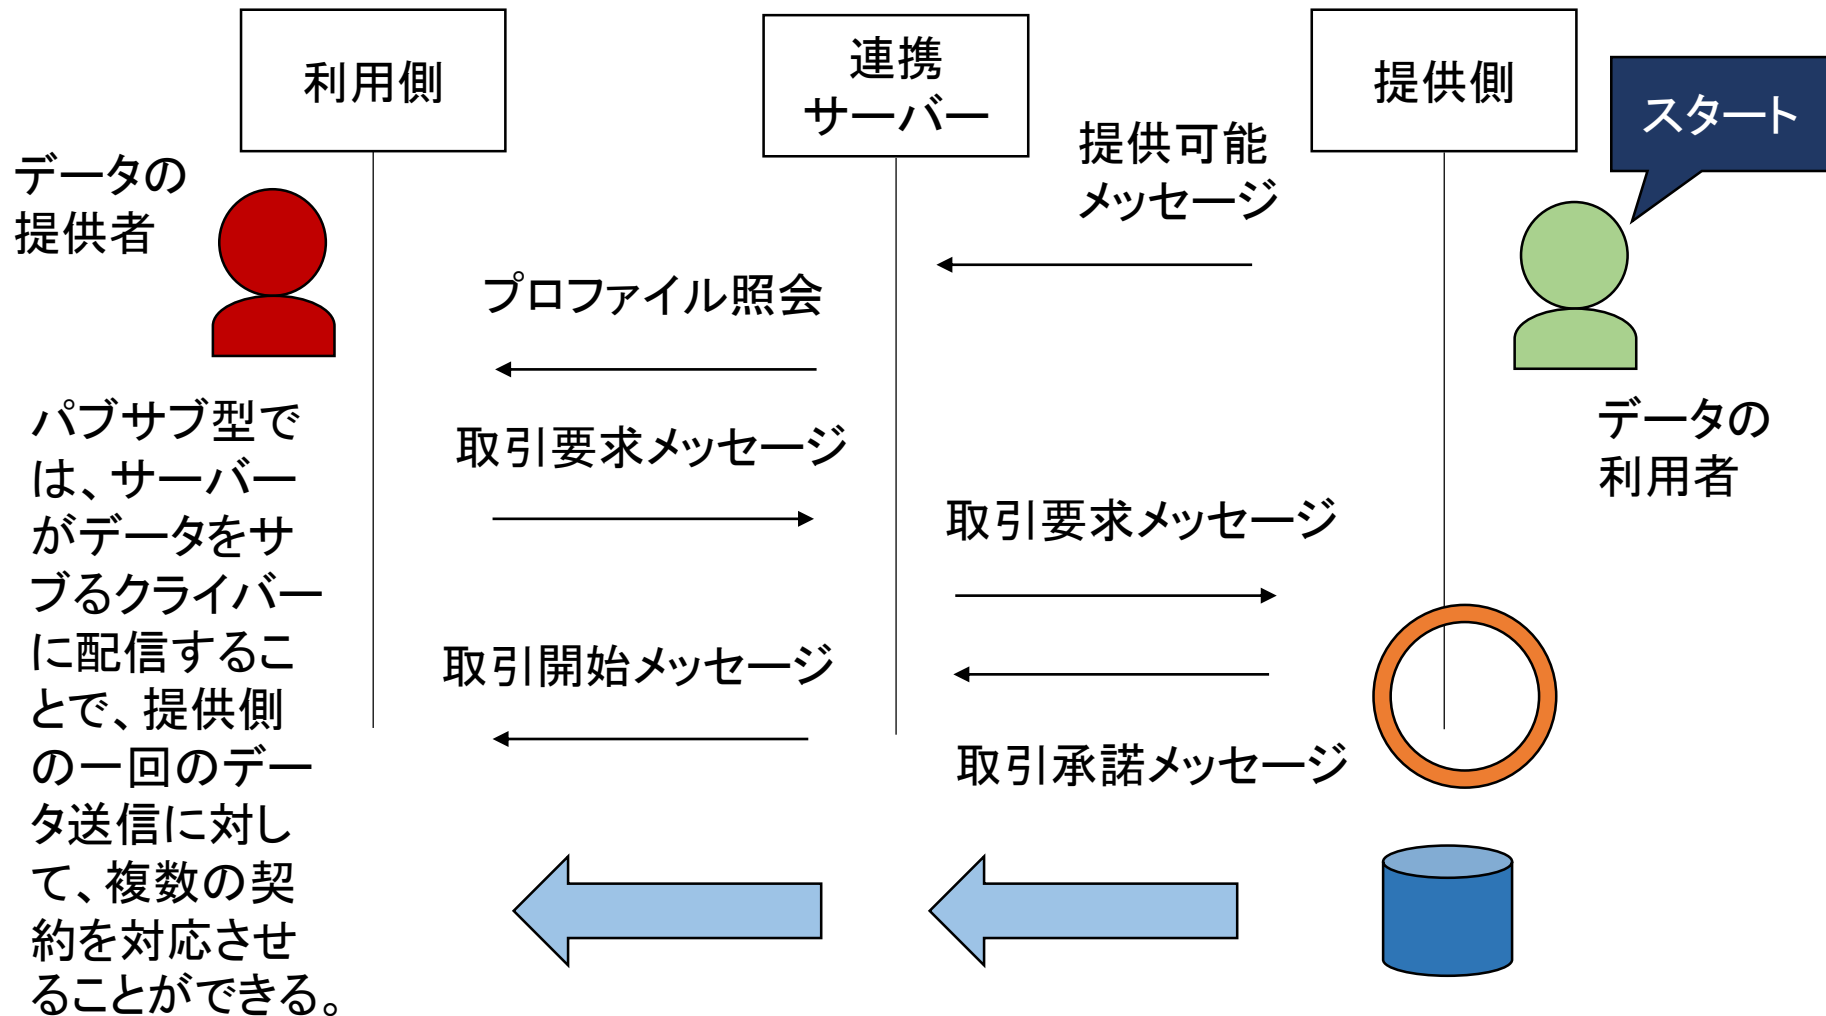 利用側
連携
サーバー
提供側
スタート
提供可能
メッセージ
データの
提供者
プロファイル照会
データの
利用者
取引要求メッセージ
取引要求メッセージ
取引開始メッセージ
取引承諾メッセージ
パブサブ型で
は、サーバー
がデータをサ
ブるクライバー
に配信するこ
とで、提供側
の一回のデー
タ送信に対し
て、複数の契
約を対応させ
ることができる。